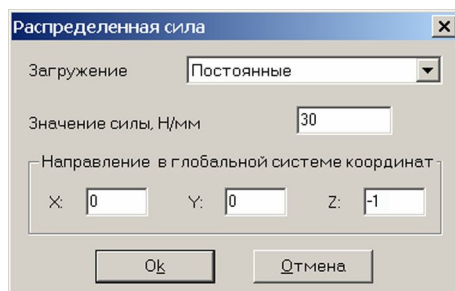 Распределенная сила
Загружение Постоянные
Значение силы, Н/мм 30
Направление в глобальной системе координат
X: 0 Y: 0 Z: -1
Ok Отмена